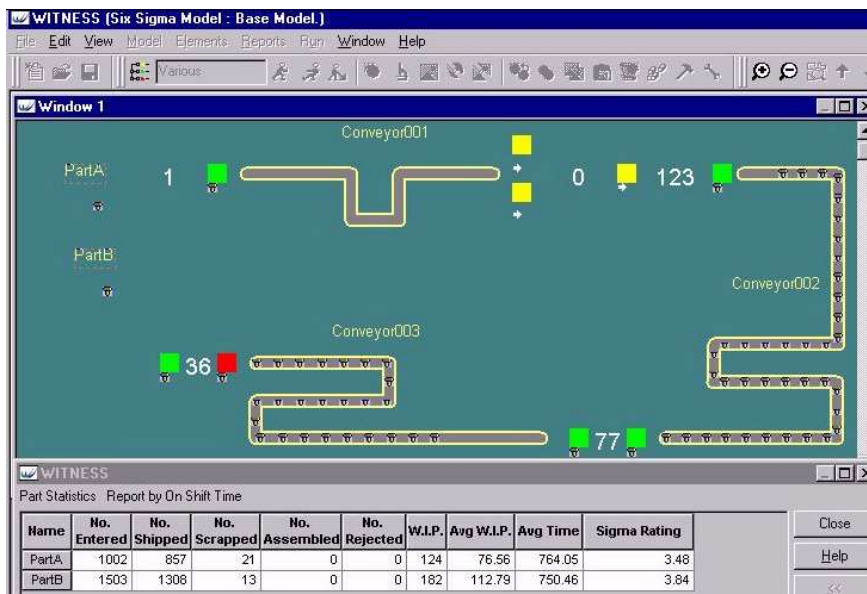 WITNESS (Six Sigma Model : Base Model.)
File Edit View Model Elements Reports Run Window Help
Various
Window 1
Conveyor001
PartA
1
0
123
PartB
Conveyor002
Conveyor003
36
77
WITNESS
Part Statistics Report by On Shift Time
Name No. Entered No. Shipped No. Scrapped No. Assembled No. Rejected W.I.P. Avg W.I.P. Avg Time Sigma Rating
PartA 1002 857 21 0 0 124 76.56 764.05 3.48
PartB 1503 1308 13 0 0 182 112.79 750.46 3.84
Close
Help
<<